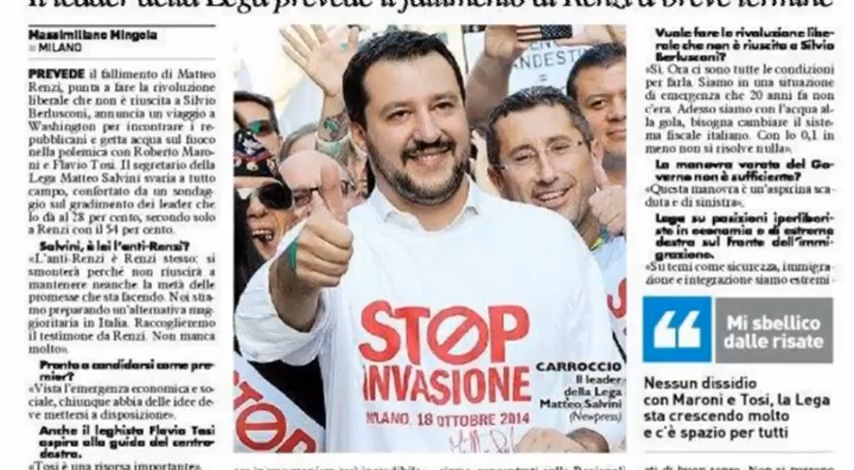 Il leader della Lega prevede il fallimento di Renzi a breve termine
Massimiliano Mingoia
MILANO
PREVEDE il fallimento di Matteo
Renzi, punta a fare la rivoluzione
liberale che non è riuscita a Silvio
Berlusconi, annuncia un viaggio a
Washington per incontrare i re-
pubblicani e getta acqua sul fuoco
nella polemica con Roberto Maro-
ni e Flavio Tosi. Il segretario della
Lega Matteo Salvini svaria a tutto
campo, confortato da un sondag-
gio sul gradimento dei leader che
lo dà al 28 per cento, secondo solo
a Renzi con il 54 per cento.
Salvini, è lei l'anti-Renzi?
«L'anti-Renzi è Renzi stesso: si
smonterà perché non riuscirà a
mantenere neanche la metà delle
promesse che sta facendo. Noi stia-
mo preparando un'alternativa mag-
gioritaria in Italia. Raccoglieremo
il testimone da Renzi. Non manca
molto».
Pronto a candidarsi come pre-
mier?
«Vista l'emergenza economica e so-
ciale, chiunque abbia delle idee de-
ve mettersi a disposizione».
Anche il leghista Flavio Tosi
aspira alla guida del centro-
destra.
«Tosi è una risorsa importante».
ANDESTIN
STOP
INVASIONE
MILANO, 18 OTTOBRE 2014
STOP
CARROCCIO
Il leader
della Lega
Matteo Salvini
(Newpress)
Vuole fare la rivoluzione libe-
rale che non è riuscita a Silvio
Berlusconi?
«Sì. Ora ci sono tutte le condizioni
per farla. Siamo in una situazione
di emergenza che 20 anni fa non
c'era. Adesso siamo con l'acqua al-
la gola, bisogna cambiare il siste-
ma fiscale italiano. Con lo 0,1 in
meno non si risolve nulla».
La manovra varata dal Go-
verno non è sufficiente?
«Questa manovra è un'aspirina sca-
duta e di sinistra».
Lega su posizioni iperliberi-
ste in economia e di estrema
destra sul fronte dell'immi-
grazione.
«Su temi come sicurezza, immigra-
zione e integrazione siamo estremi-
Mi sbellico
dalle risate
Nessun dissidio
con Maroni e Tosi, la Lega
sta crescendo molto
e c'è spazio per tutti